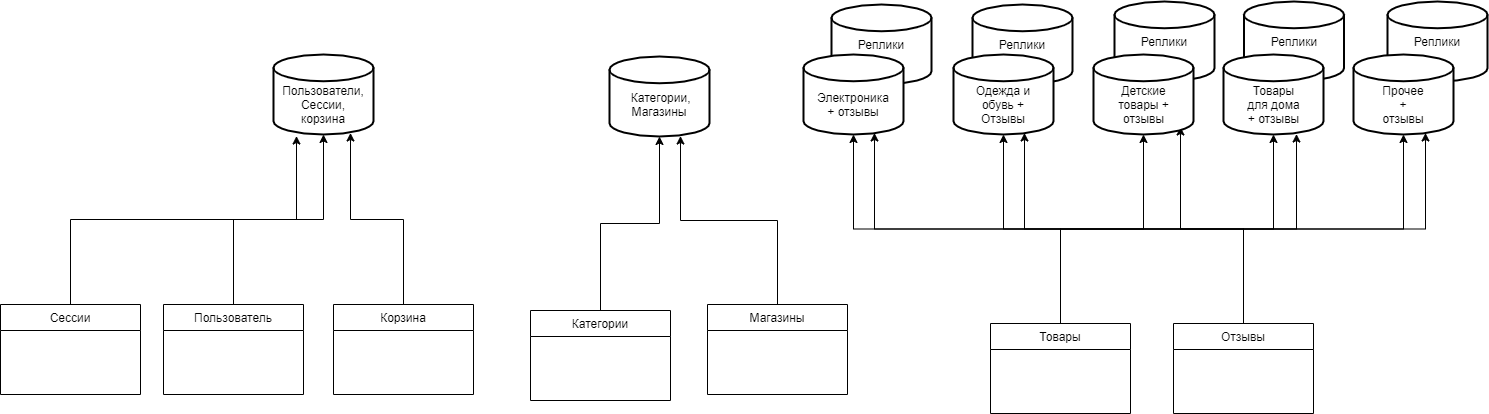 Реплики
Реплики
Реплики
Реплики
Реплики
Пользователи,
Сессии,
корзина
Категории,
Магазины
Электроника
+ отзывы
Одежда и
обувь +
Отзывы
Детские
товары +
отзывы
Товары
для дома
+ отзывы
Прочее
+
отзывы
Сессии
Пользователь
Корзина
Категории
Магазины
Товары
Отзывы